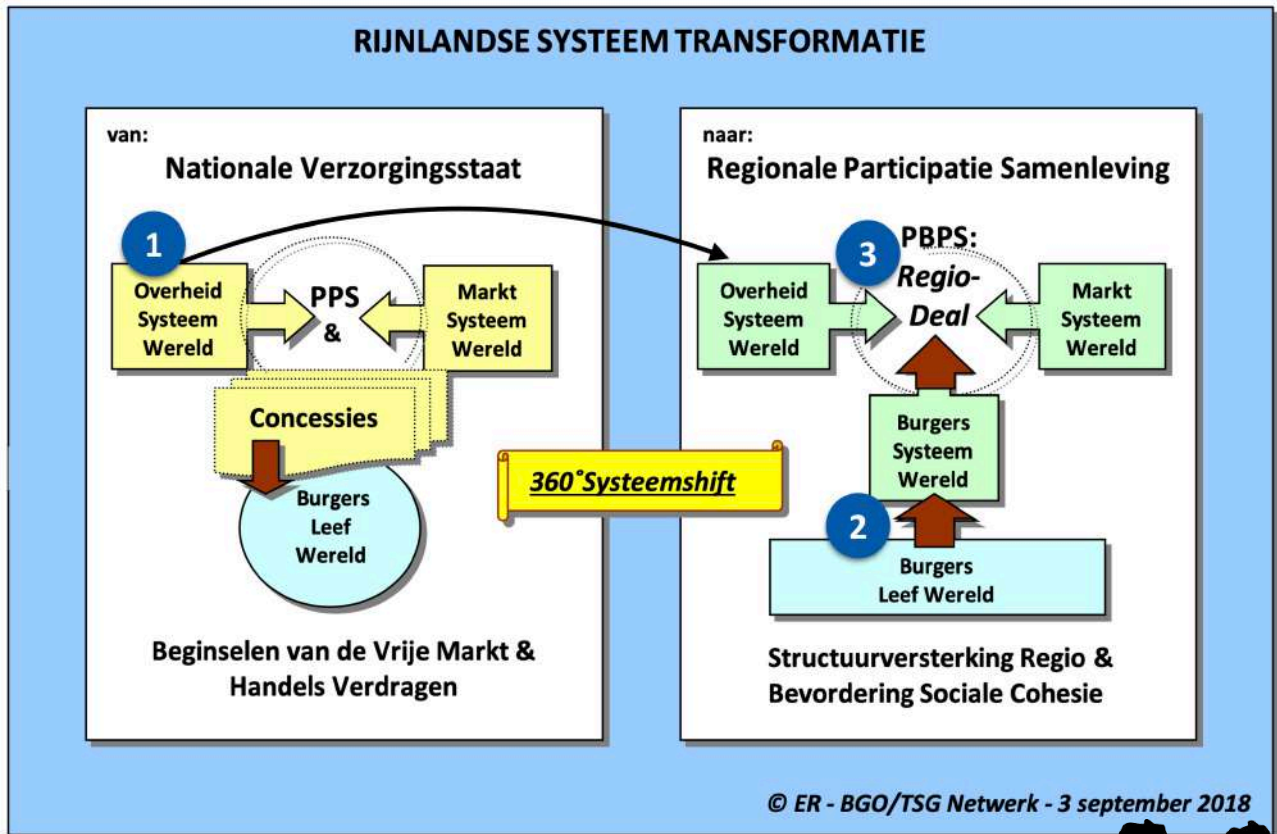 RIJNLANDSE SYSTEEM TRANSFORMATIE
van:
Nationale Verzorgingsstaat
1
Overheid
Systeem
Wereld
PPS
&
Markt
Systeem
Wereld
Concessies
Burgers
Leef
Wereld
Beginselen van de Vrije Markt &
Handels Verdragen
360°Systeemshift
naar:
Regionale Participatie Samenleving
3
PBPS:
Regio-
Deal
Overheid
Systeem
Wereld
Markt
Systeem
Wereld
Burgers
Systeem
Wereld
2
Burgers
Leef Wereld
Structuurversterking Regio &
Bevordering Sociale Cohesie
© ER - BGO/TSG Netwerk - 3 september 2018